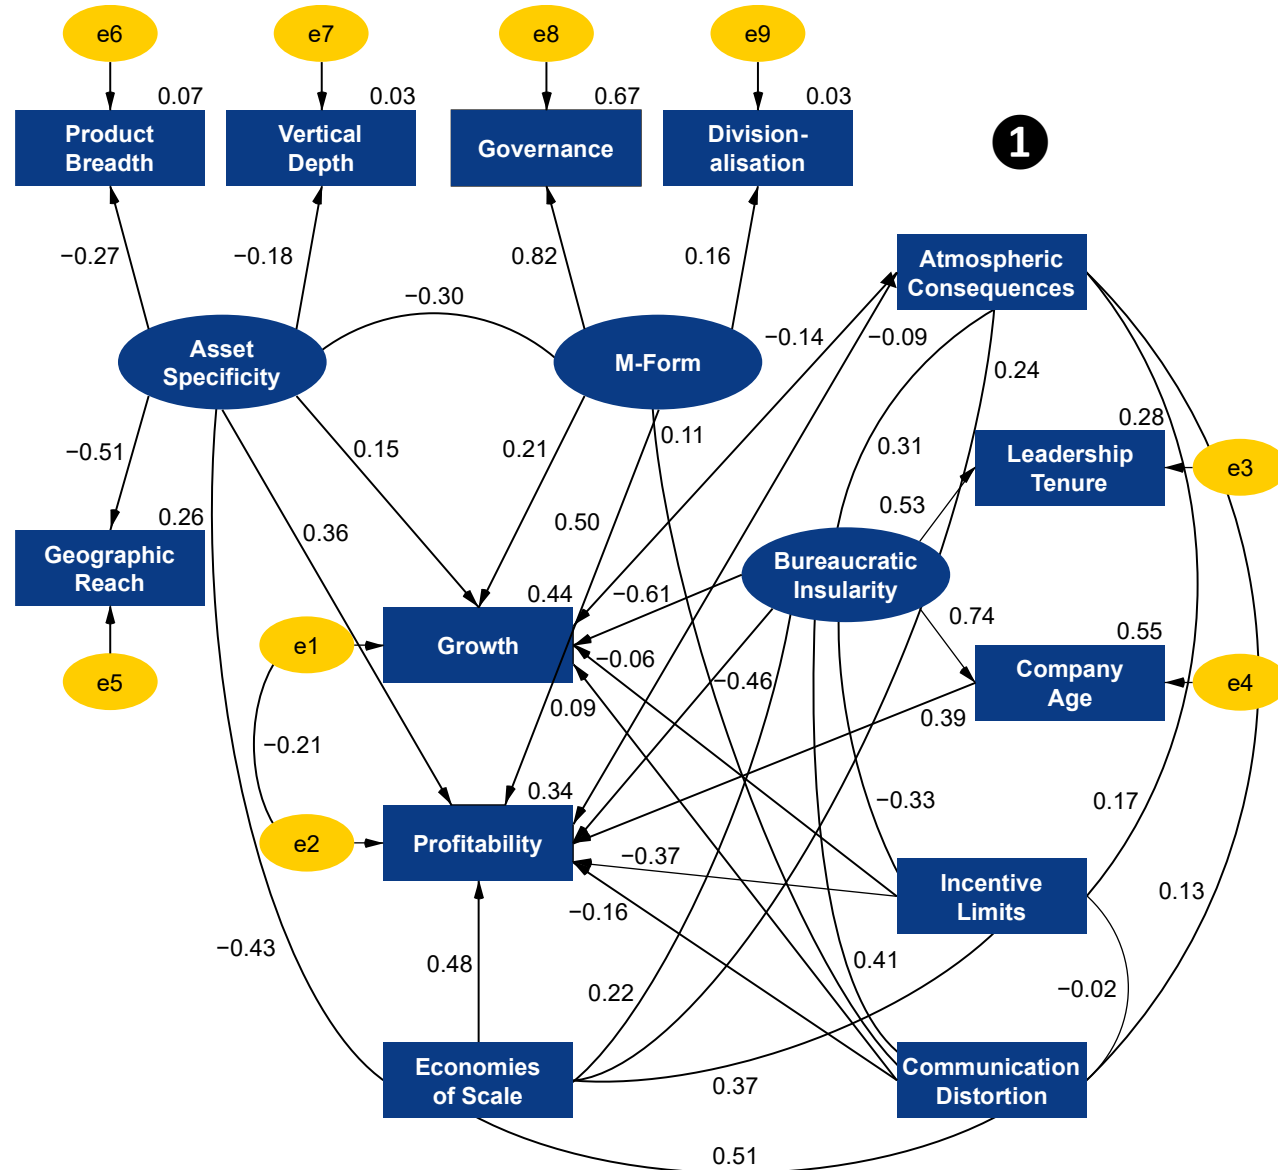 e6
e7
e8
e9
0.07
0.03
0.67
0.03
Product
Breadth
Vertical
Depth
Governance
Division-
alisation
1
−0.27
−0.18
0.82
0.16
Atmospheric
Consequences
−0.30
−0.14
−0.09
Asset
Specificity
M-Form
0.24
−0.51
0.15
0.21
0.11
0.31
0.28
Leadership
Tenure
e3
0.26
0.36
0.50
0.53
Geographic
Reach
Bureaucratic
Insularity
0.44
−0.61
0.74
0.55
e1
Growth
−0.06
−0.46
Company
Age
e4
e5
0.09
0.39
−0.21
0.34
−0.33
0.17
e2
Profitability
−0.37
Incentive
Limits
−0.16
0.13
−0.43
0.48
0.22
0.41
−0.02
Economies
of Scale
0.37
Communication
Distortion
0.51